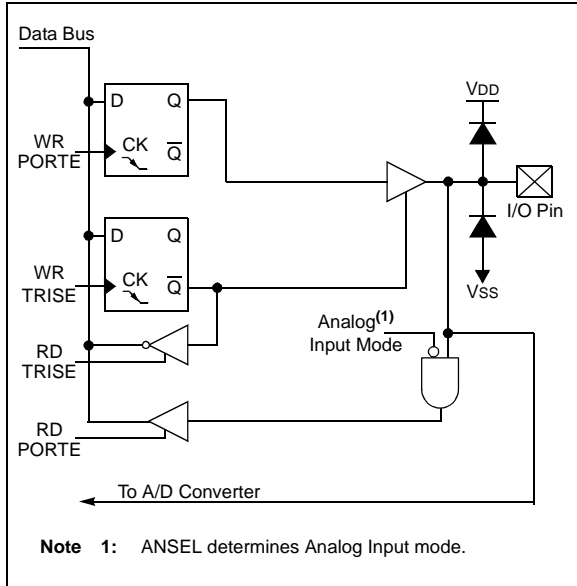 Data Bus
D Q
VDD
WR
PORTE
CK Q
I/O Pin
D Q
WR
TRISE
CK Q
VSS
Analog(1)
Input Mode
RD
TRISE
RD
PORTE
To A/D Converter
Note 1: ANSEL determines Analog Input mode.